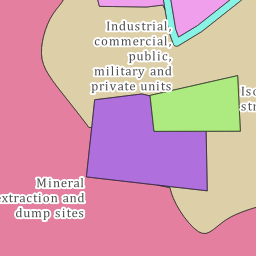 Industrial,
commercial,
public,
military and
private units
Mineral
extraction and
dump sites